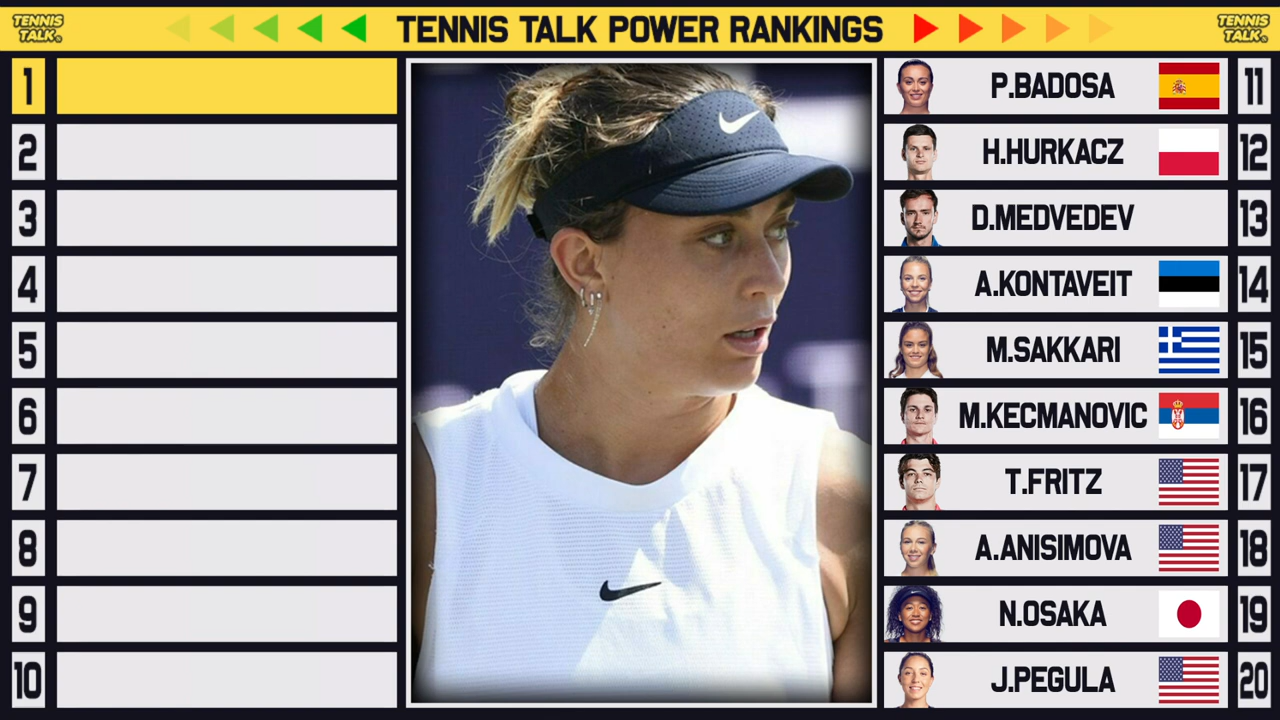 TENNIS TALK
TENNIS TALK POWER RANKINGS
TENNIS TALK
1
2
3
4
5
6
7
8
9
10
P.BADOSA 11
H.HURKACZ 12
D.MEDVEDEV 13
A.KONTAVEIT 14
M.SAKKARI 15
M.KECMANOVIC 16
T.FRITZ 17
A.ANISIMOVA 18
N.OSAKA 19
J.PEGULA 20